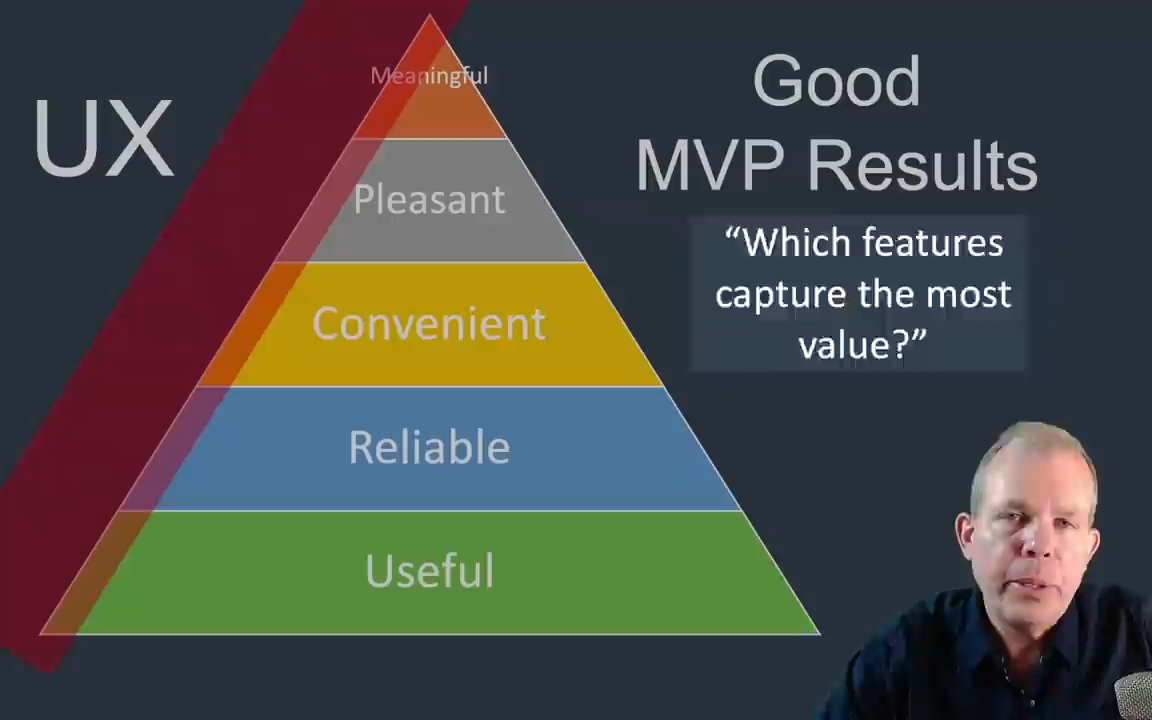 UX
Meaningful
Pleasant
Convenient
Reliable
Useful
Good
MVP Results
“Which features
capture the most
value?”